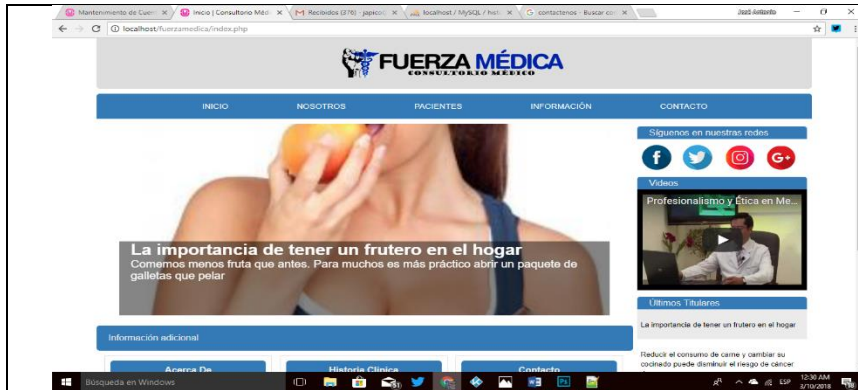 Mantenimiento de Cuen
Inicio | Consultorio Médi
Recibidos (376) - japico
localhost / MySQL / hist
contactenos - Buscar con
José Antonio
localhost/fuerzamedica/index.php
FUERZA MÉDICA
CONSULTORIO MÉDICO
INICIO
NOSOTROS
PACIENTES
INFORMACIÓN
CONTACTO
La importancia de tener un frutero en el hogar
Comemos menos fruta que antes. Para muchos es más práctico abrir un paquete de
galletas que pelar
Síguenos en nuestras redes
Videos
Profesionalismo y Ética en Me...
Últimos Titulares
La importancia de tener un frutero en el hogar
Reducir el consumo de carne y cambiar su
cocinado puede disminuir el riesgo de cáncer
Información adicional
Acerca De
Historia Clínica
Contacto
Búsqueda en Windows
ESP
12:30 AM
3/10/2018